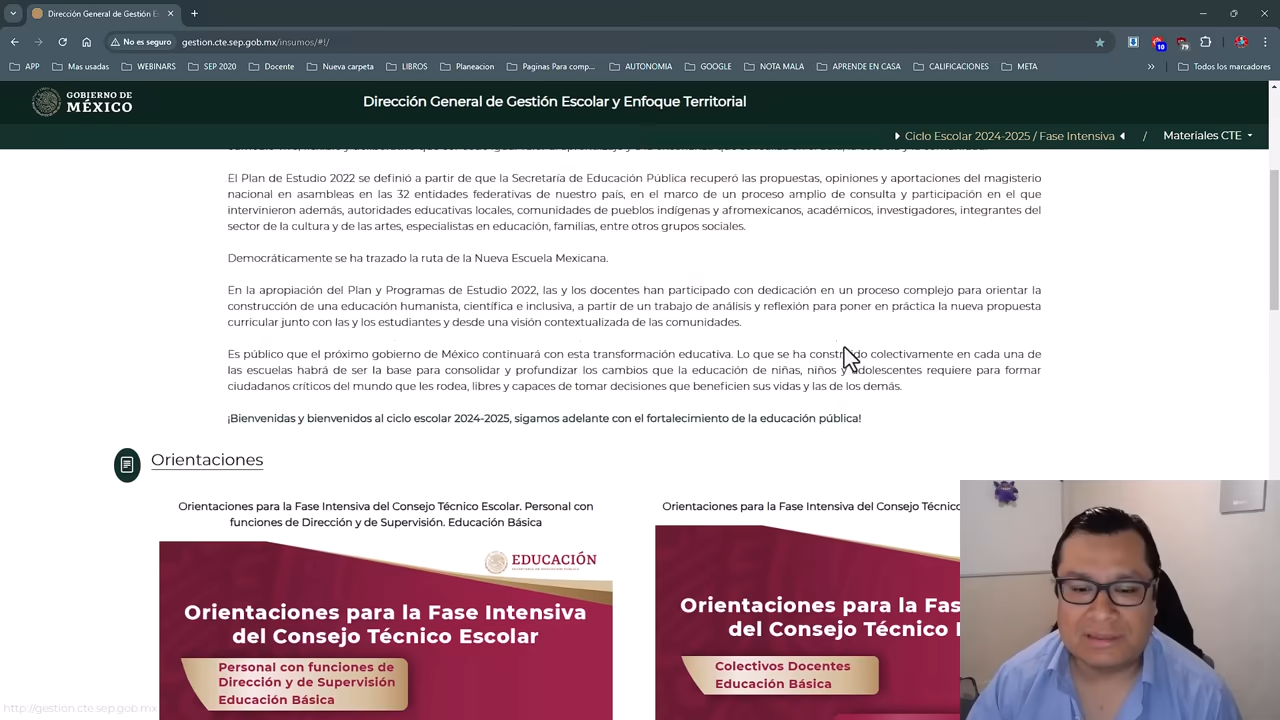 Dirección General de Gestión E
No es seguro
gestion.cte.sep.gob.mx/insumos/#!/
10
79
APP
Mas usadas
WEBINARS
SEP 2020
Docente
Nueva carpeta
LIBROS
Planeacion
Paginas Para comp...
AUTONOMIA
GOOGLE
NOTA MALA
APRENDE EN CASA
CALIFICACIONES
META
Todos los marcadores
GOBIERNO DE
MÉXICO
Dirección General de Gestión Escolar y Enfoque Territorial
Ciclo Escolar 2024-2025 / Fase Intensiva
/
Materiales CTE
El Plan de Estudio 2022 se definió a partir de que la Secretaría de Educación Pública recuperó las propuestas, opiniones y aportaciones del magisterio
nacional en asambleas en las 32 entidades federativas de nuestro país, en el marco de un proceso amplio de consulta y participación en el que
intervinieron además, autoridades educativas locales, comunidades de pueblos indígenas y afromexicanos, académicos, investigadores, integrantes del
sector de la cultura y de las artes, especialistas en educación, familias, entre otros grupos sociales.
Democráticamente se ha trazado la ruta de la Nueva Escuela Mexicana.
En la apropiación del Plan y Programas de Estudio 2022, las y los docentes han participado con dedicación en un proceso complejo para orientar la
construcción de una educación humanista, científica e inclusiva, a partir de un trabajo de análisis y reflexión para poner en práctica la nueva propuesta
curricular junto con las y los estudiantes y desde una visión contextualizada de las comunidades.
Es público que el próximo gobierno de México continuará con esta transformación educativa. Lo que se ha construido colectivamente en cada una de
las escuelas habrá de ser la base para consolidar y profundizar los cambios que la educación de niñas, niños y adolescentes requiere para formar
ciudadanos críticos del mundo que les rodea, libres y capaces de tomar decisiones que beneficien sus vidas y las de los demás.
¡Bienvenidas y bienvenidos al ciclo escolar 2024-2025, sigamos adelante con el fortalecimiento de la educación pública!
Orientaciones
Orientaciones para la Fase Intensiva del Consejo Técnico Escolar. Personal con
funciones de Dirección y de Supervisión. Educación Básica
EDUCACIÓN
Orientaciones para la Fase Intensiva
del Consejo Técnico Escolar
Personal con funciones de
Dirección y de Supervisión
Educación Básica
Orientaciones para la Fase Intensiva del Consejo Técnico
Orientaciones para la Fas
del Consejo Técnico
Colectivos Docentes
Educación Básica
http://gestion.cte.sep.gob.mx